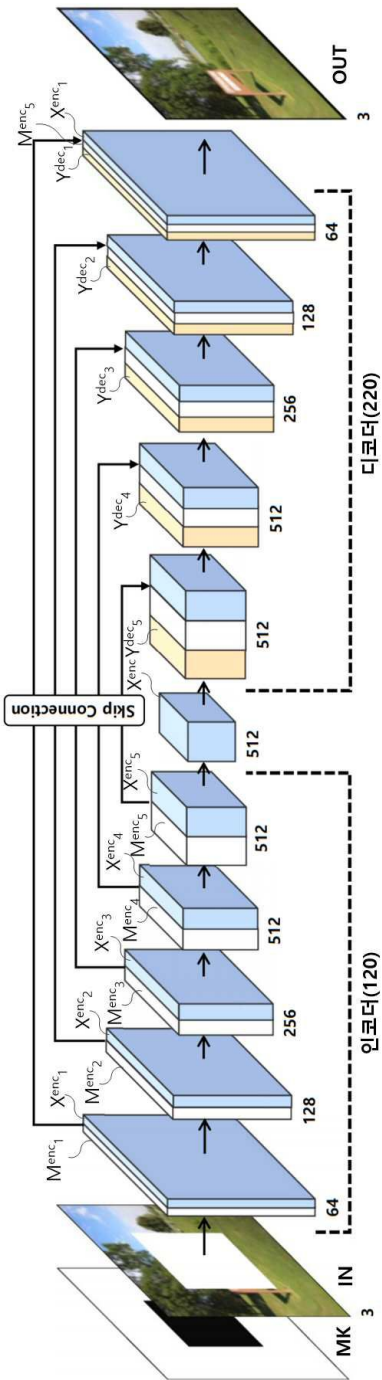 MK
IN
3
M^enc_1
X^enc_1
64
M^enc_2
X^enc_2
128
M^enc_3
X^enc_3
256
M^enc_4
X^enc_4
512
M^enc_5
X^enc_5
512
인코더(120)
Skip Connection
X^enc
512
Y^dec_5
512
Y^dec_4
512
Y^dec_3
256
Y^dec_2
128
Y^dec_1
M^enc_5
X^enc_1
64
디코더(220)
OUT
3